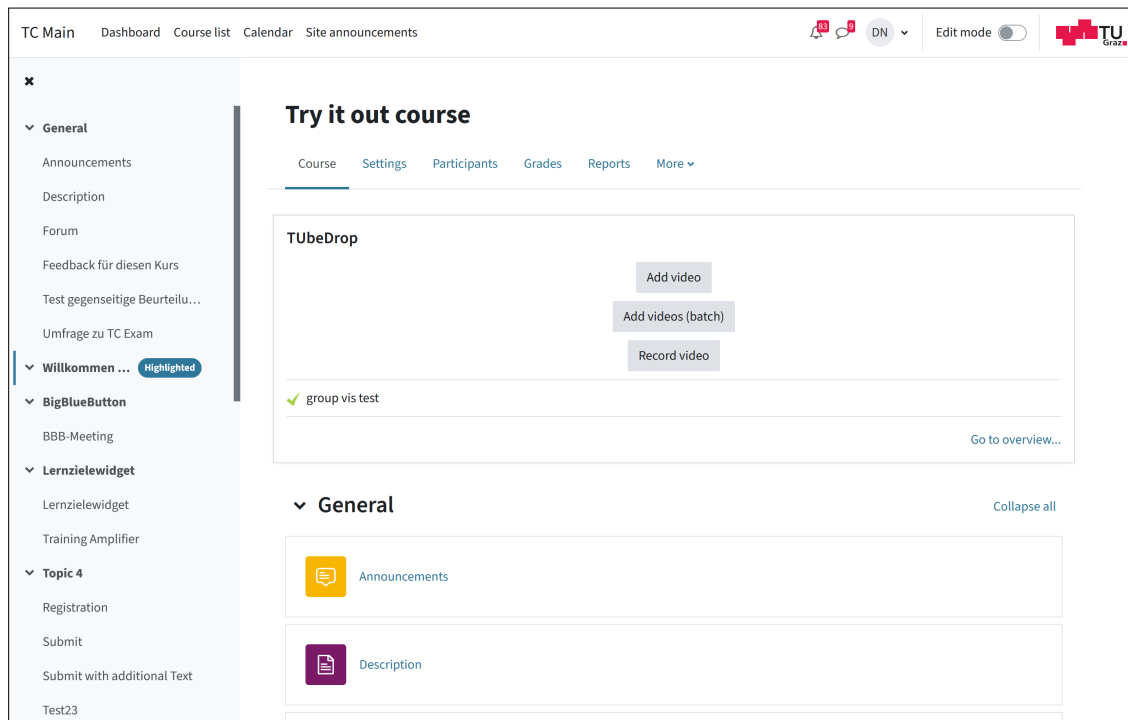 TC Main Dashboard Course list Calendar Site announcements 83 9 DN Edit mode TU Graz
General
Announcements
Description
Forum
Feedback für diesen Kurs
Test gegenseitige Beurteilu...
Umfrage zu TC Exam
Willkommen ... Highlighted
BigBlueButton
BBB-Meeting
Lernzielewidget
Lernzielewidget
Training Amplifier
Topic 4
Registration
Submit
Submit with additional Text
Test23
Try it out course
Course Settings Participants Grades Reports More
TUbeDrop
Add video
Add videos (batch)
Record video
group vis test
Go to overview...
General Collapse all
Announcements
Description